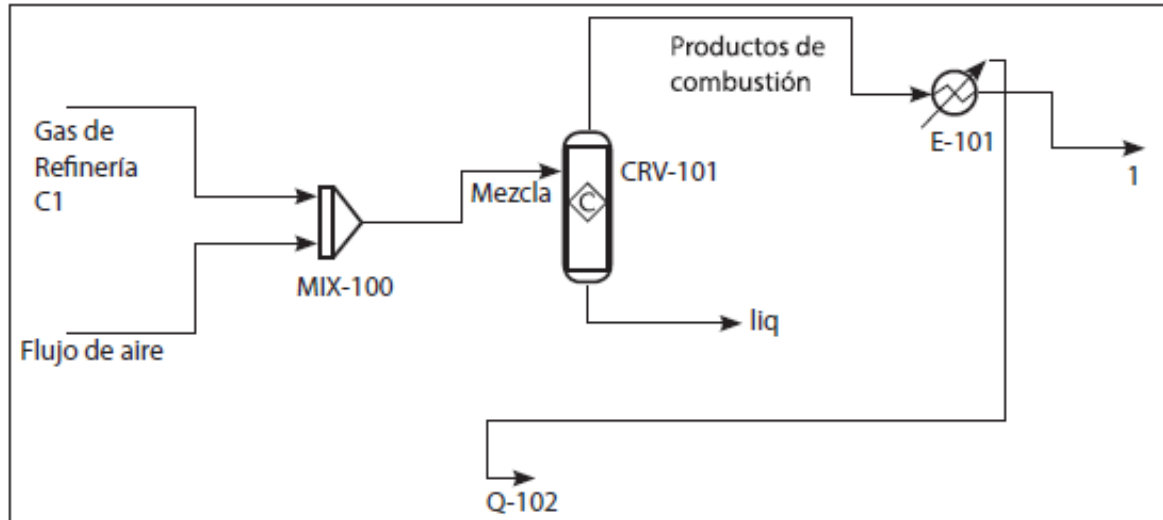 Productos de
combustión
E-101
1
Gas de
Refinería
C1
CRV-101
Mezcla
C
MIX-100
liq
Flujo de aire
Q-102